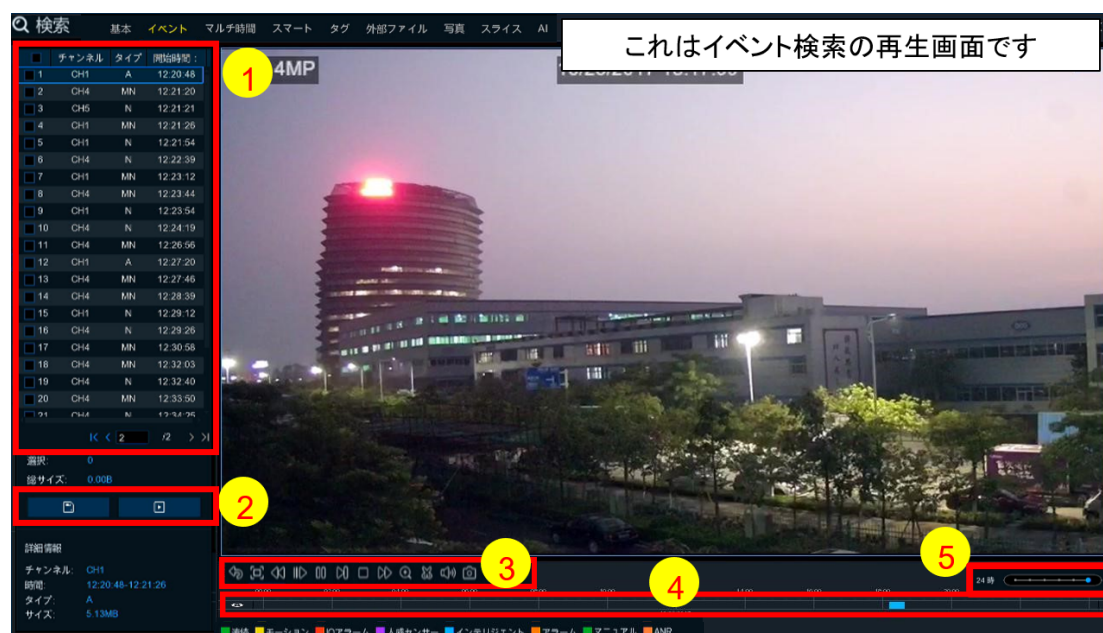 検索 基本 イベント マルチ時間 スマート タグ 外部ファイル 写真 スライス AI
これはイベント検索の再生画面です
チャンネル タイプ 開始時間 :
1 CH1 A 12:20:48
2 CH4 MN 12:21:20
3 CH5 N 12:21:21
4 CH1 MN 12:21:26
5 CH1 N 12:21:54
6 CH4 N 12:22:39
7 CH1 MN 12:23:12
8 CH4 MN 12:23:44
9 CH1 N 12:23:54
10 CH4 N 12:24:19
11 CH4 MN 12:26:56
12 CH1 A 12:27:20
13 CH4 MN 12:27:46
14 CH4 MN 12:28:39
15 CH1 N 12:29:12
16 CH4 N 12:29:26
17 CH4 MN 12:30:58
18 CH4 MN 12:32:03
19 CH4 N 12:32:40
20 CH4 MN 12:33:50
21 CH4 N 12:34:25
2 /2
1
4MP
選択: 0
総サイズ: 0.00B
2
詳細情報
チャンネル: CH1
時間: 12:20:48-12:21:26
タイプ: A
サイズ: 5.13MB
3
4
5
24 時
連続 モーション IOアラーム 人感センサー インテリジェント アラーム マニュアル ANR